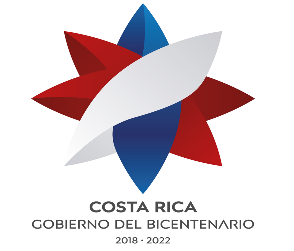 COSTA RICA
GOBIERNO DEL BICENTENARIO
2018 - 2022